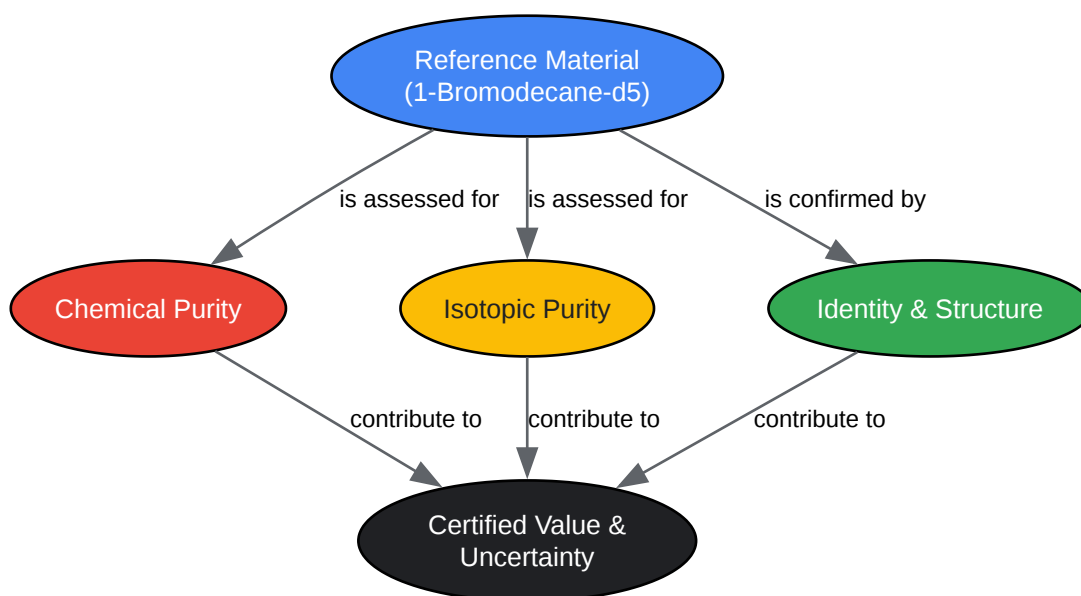 Reference Material
(1-Bromodecane-d5)
is assessed for
is assessed for
is confirmed by
Chemical Purity
Isotopic Purity
Identity & Structure
contribute to
contribute to
contribute to
Certified Value &
Uncertainty